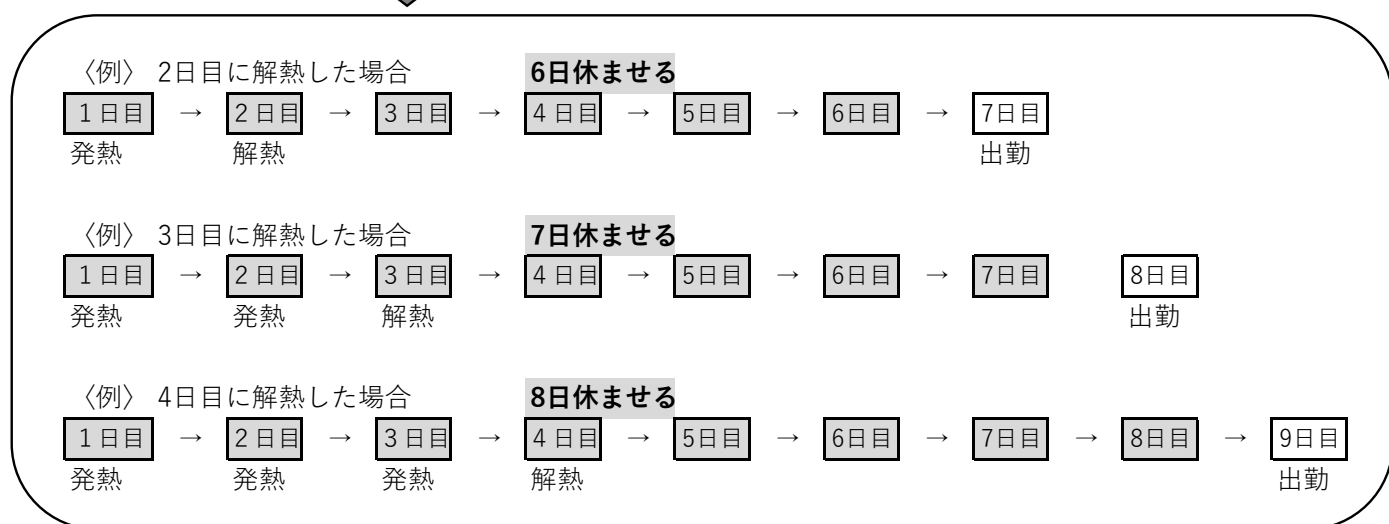 〈例〉 2日目に解熱した場合 6日休ませる
１日目 → ２日目 → ３日目 → ４日目 → 5日目 → 6日目 → 7日目
発熱 解熱 出勤
〈例〉 3日目に解熱した場合 7日休ませる
１日目 → ２日目 → ３日目 → ４日目 → 5日目 → 6日目 → 7日目 8日目
発熱 発熱 解熱 出勤
〈例〉 4日目に解熱した場合 8日休ませる
１日目 → ２日目 → ３日目 → ４日目 → 5日目 → 6日目 → 7日目 → 8日目 → 9日目
発熱 発熱 発熱 解熱 出勤